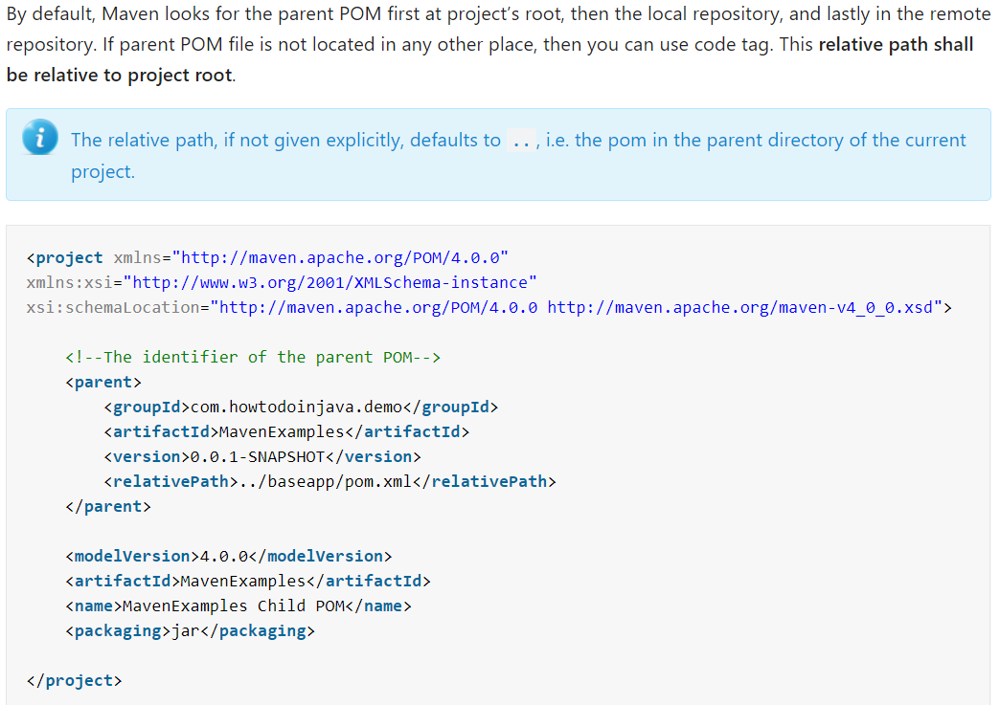 By default, Maven looks for the parent POM first at project’s root, then the local repository, and lastly in the remote
repository. If parent POM file is not located in any other place, then you can use code tag. This relative path shall
be relative to project root.
i
The relative path, if not given explicitly, defaults to .., i.e. the pom in the parent directory of the current
project.
<project xmlns="http://maven.apache.org/POM/4.0.0"
xmlns:xsi="http://www.w3.org/2001/XMLSchema-instance"
xsi:schemaLocation="http://maven.apache.org/POM/4.0.0 http://maven.apache.org/maven-v4_0_0.xsd">
    <!--The identifier of the parent POM-->
    <parent>
        <groupId>com.howtodoinjava.demo</groupId>
        <artifactId>MavenExamples</artifactId>
        <version>0.0.1-SNAPSHOT</version>
        <relativePath>../baseapp/pom.xml</relativePath>
    </parent>
    <modelVersion>4.0.0</modelVersion>
    <artifactId>MavenExamples</artifactId>
    <name>MavenExamples Child POM</name>
    <packaging>jar</packaging>
</project>